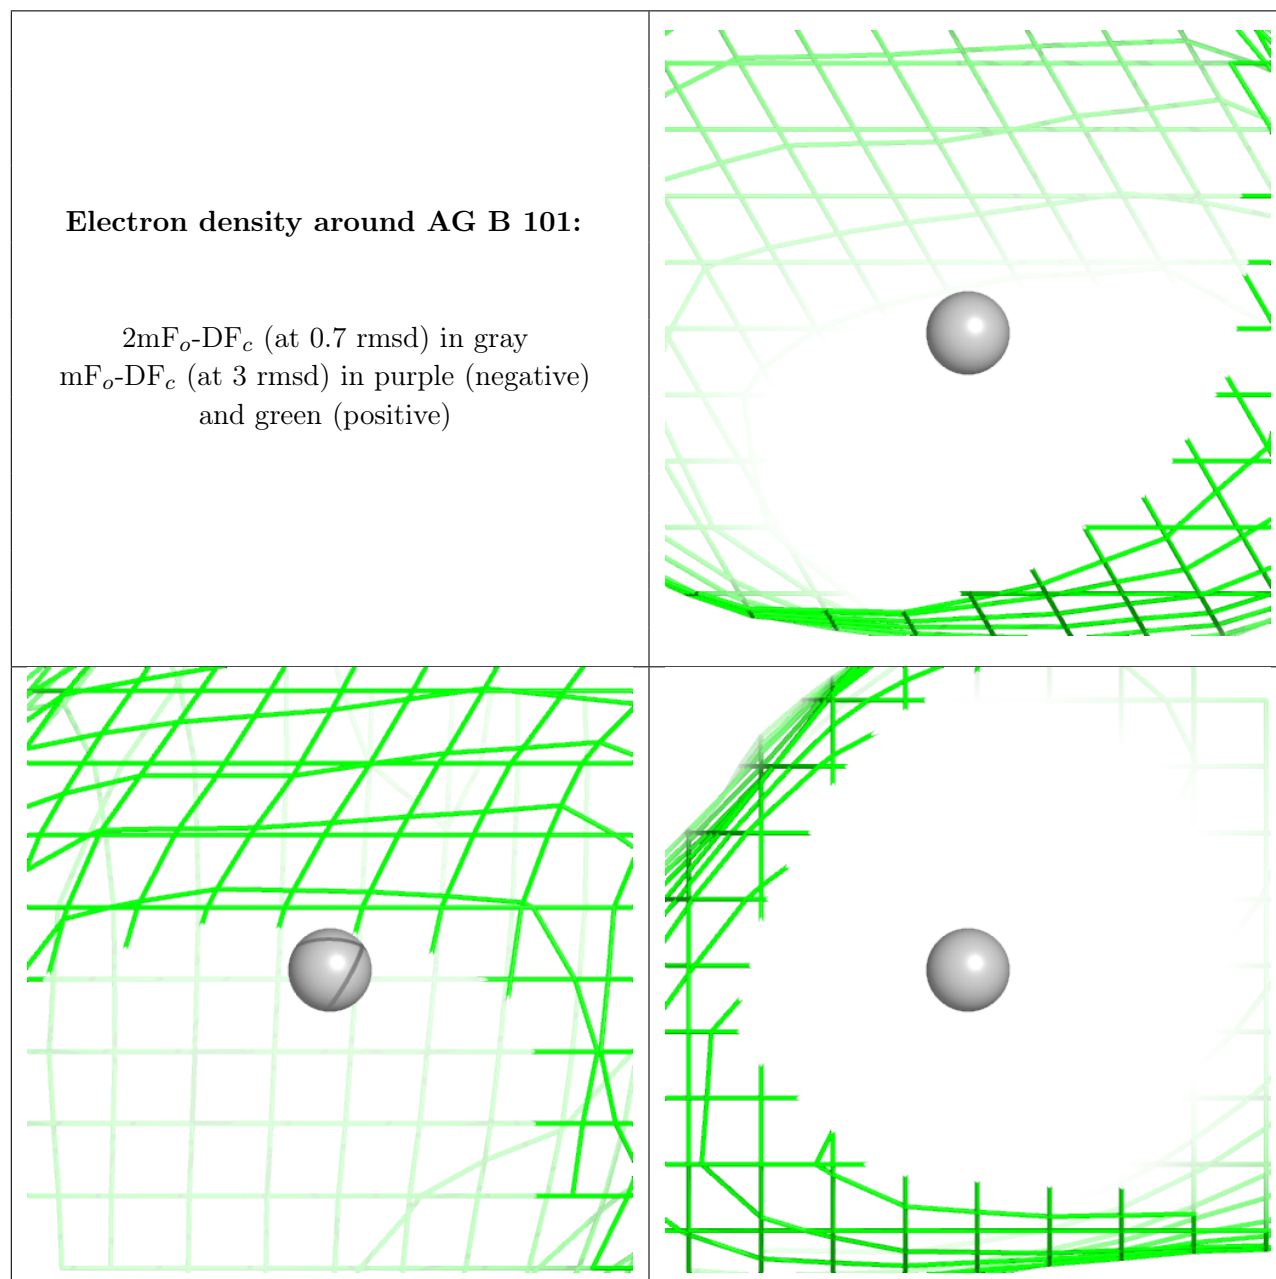 Electron density around AG B 101:
2mFo-DFc (at 0.7 rmsd) in gray
mFo-DFc (at 3 rmsd) in purple (negative)
and green (positive)